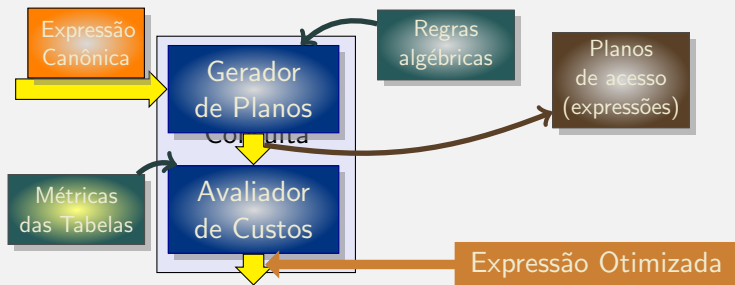 Expressão
Canônica
Regras
algébricas
Planos
de acesso
(expressões)
Gerador
de Planos
Consulta
Métricas
das Tabelas
Avaliador
de Custos
Expressão Otimizada